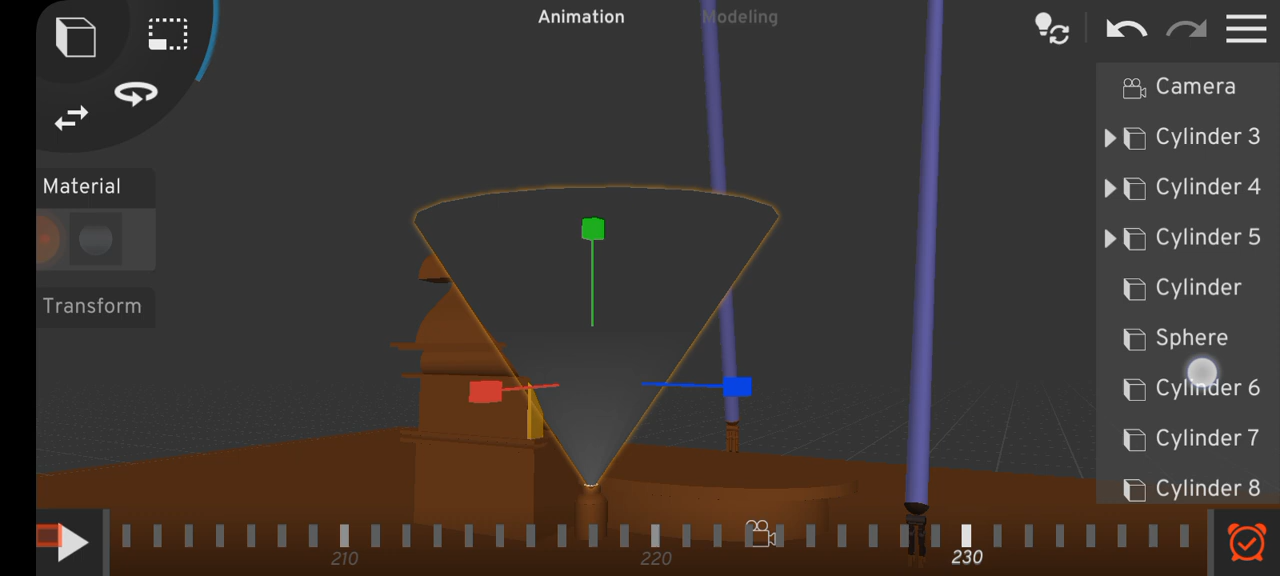 Animation
Modeling
Camera
Material
Cylinder 3
Cylinder 4
Cylinder 5
Transform
Cylinder
Sphere
Cylinder 6
Cylinder 7
Cylinder 8
210
220
230